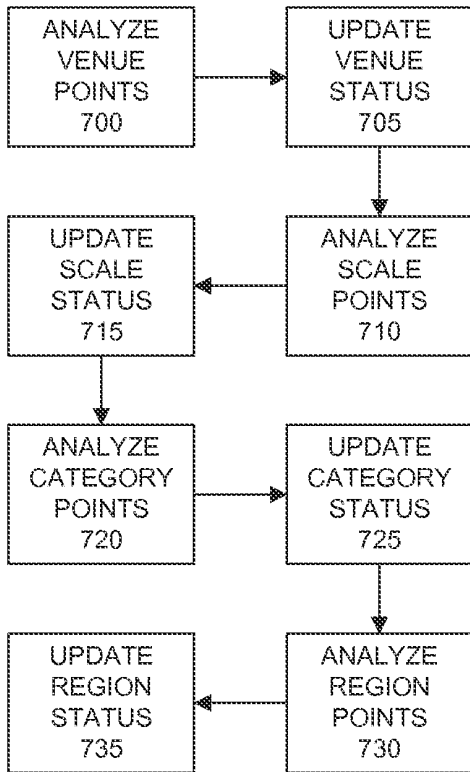 ANALYZE
VENUE
POINTS
700
UPDATE
VENUE
STATUS
705
ANALYZE
SCALE
POINTS
710
UPDATE
SCALE
STATUS
715
ANALYZE
CATEGORY
POINTS
720
UPDATE
CATEGORY
STATUS
725
ANALYZE
REGION
POINTS
730
UPDATE
REGION
STATUS
735